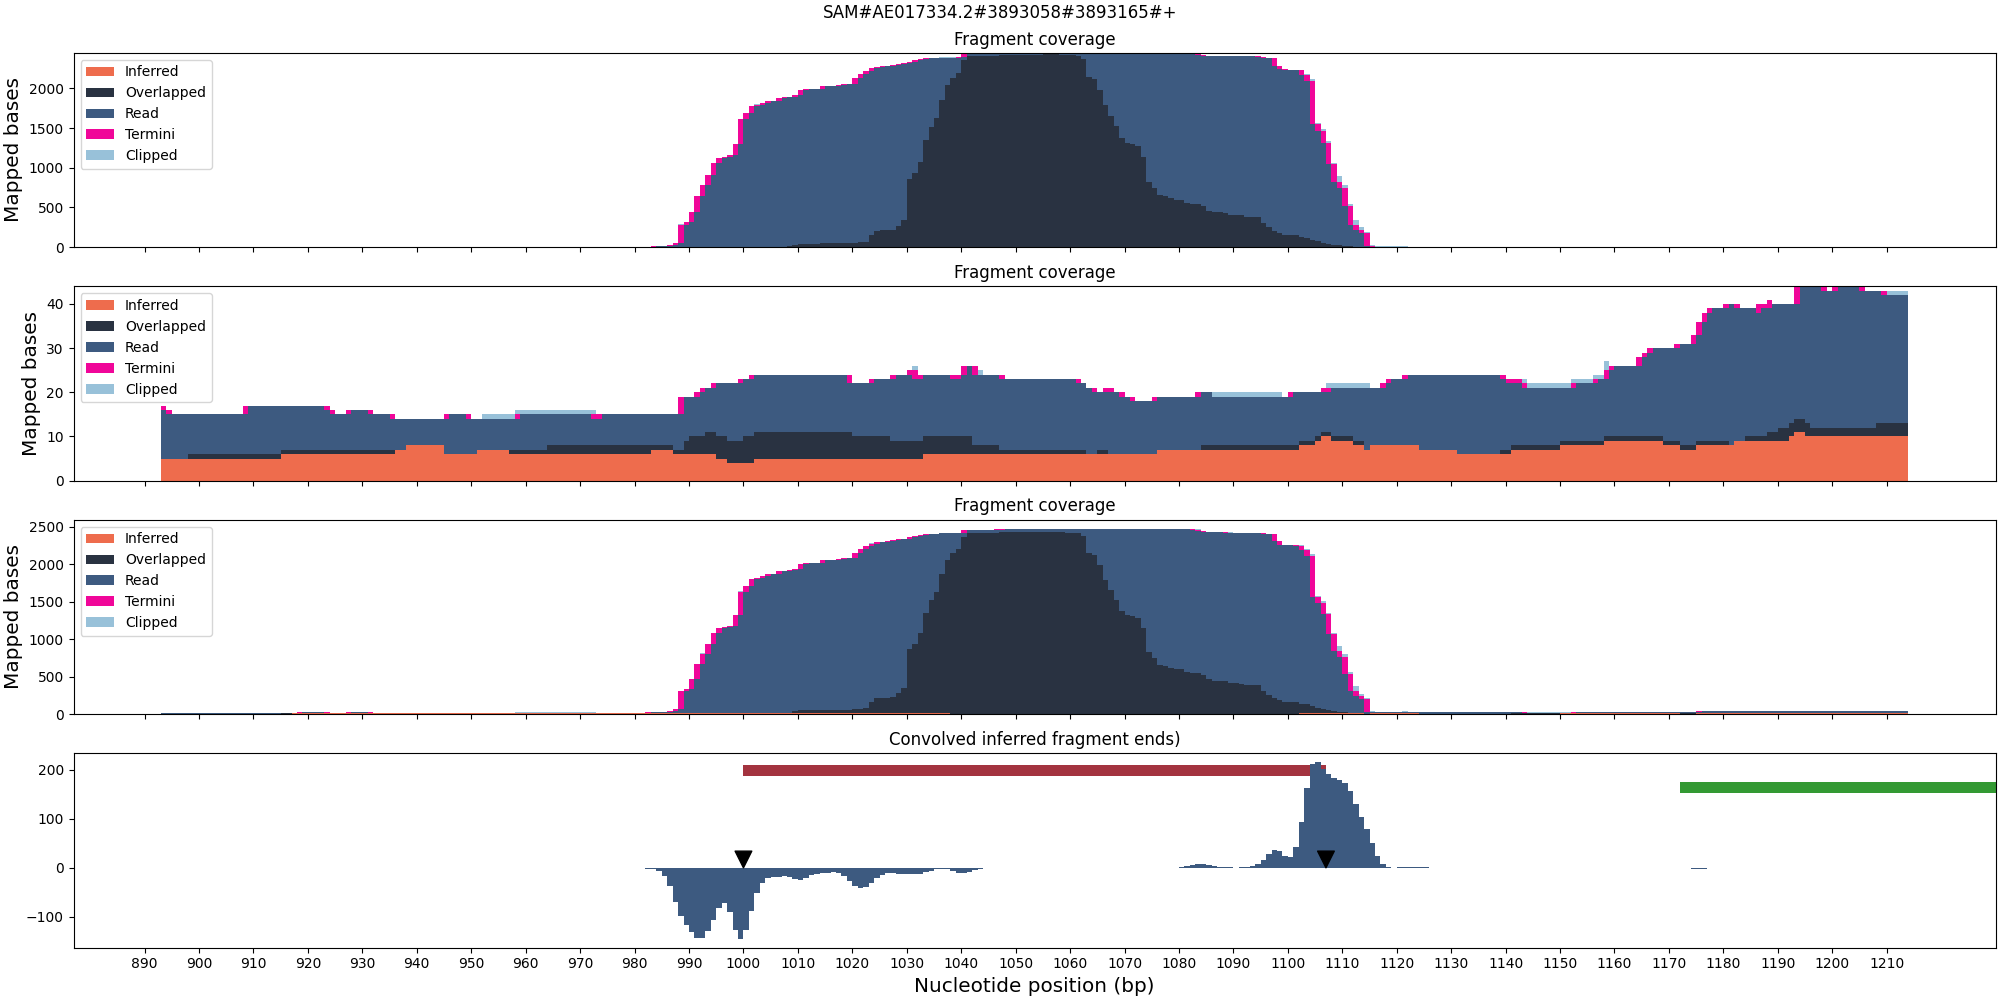 SAM#AE017334.2#3893058#3893165#+
Fragment coverage
Mapped bases
2000
1500
1000
500
0
Inferred
Overlapped
Read
Termini
Clipped
Fragment coverage
Mapped bases
40
30
20
10
0
Inferred
Overlapped
Read
Termini
Clipped
Fragment coverage
Mapped bases
2500
2000
1500
1000
500
0
Inferred
Overlapped
Read
Termini
Clipped
Convolved inferred fragment ends)
200
100
0
−100
890 900 910 920 930 940 950 960 970 980 990 1000 1010 1020 1030 1040 1050 1060 1070 1080 1090 1100 1110 1120 1130 1140 1150 1160 1170 1180 1190 1200 1210
Nucleotide position (bp)